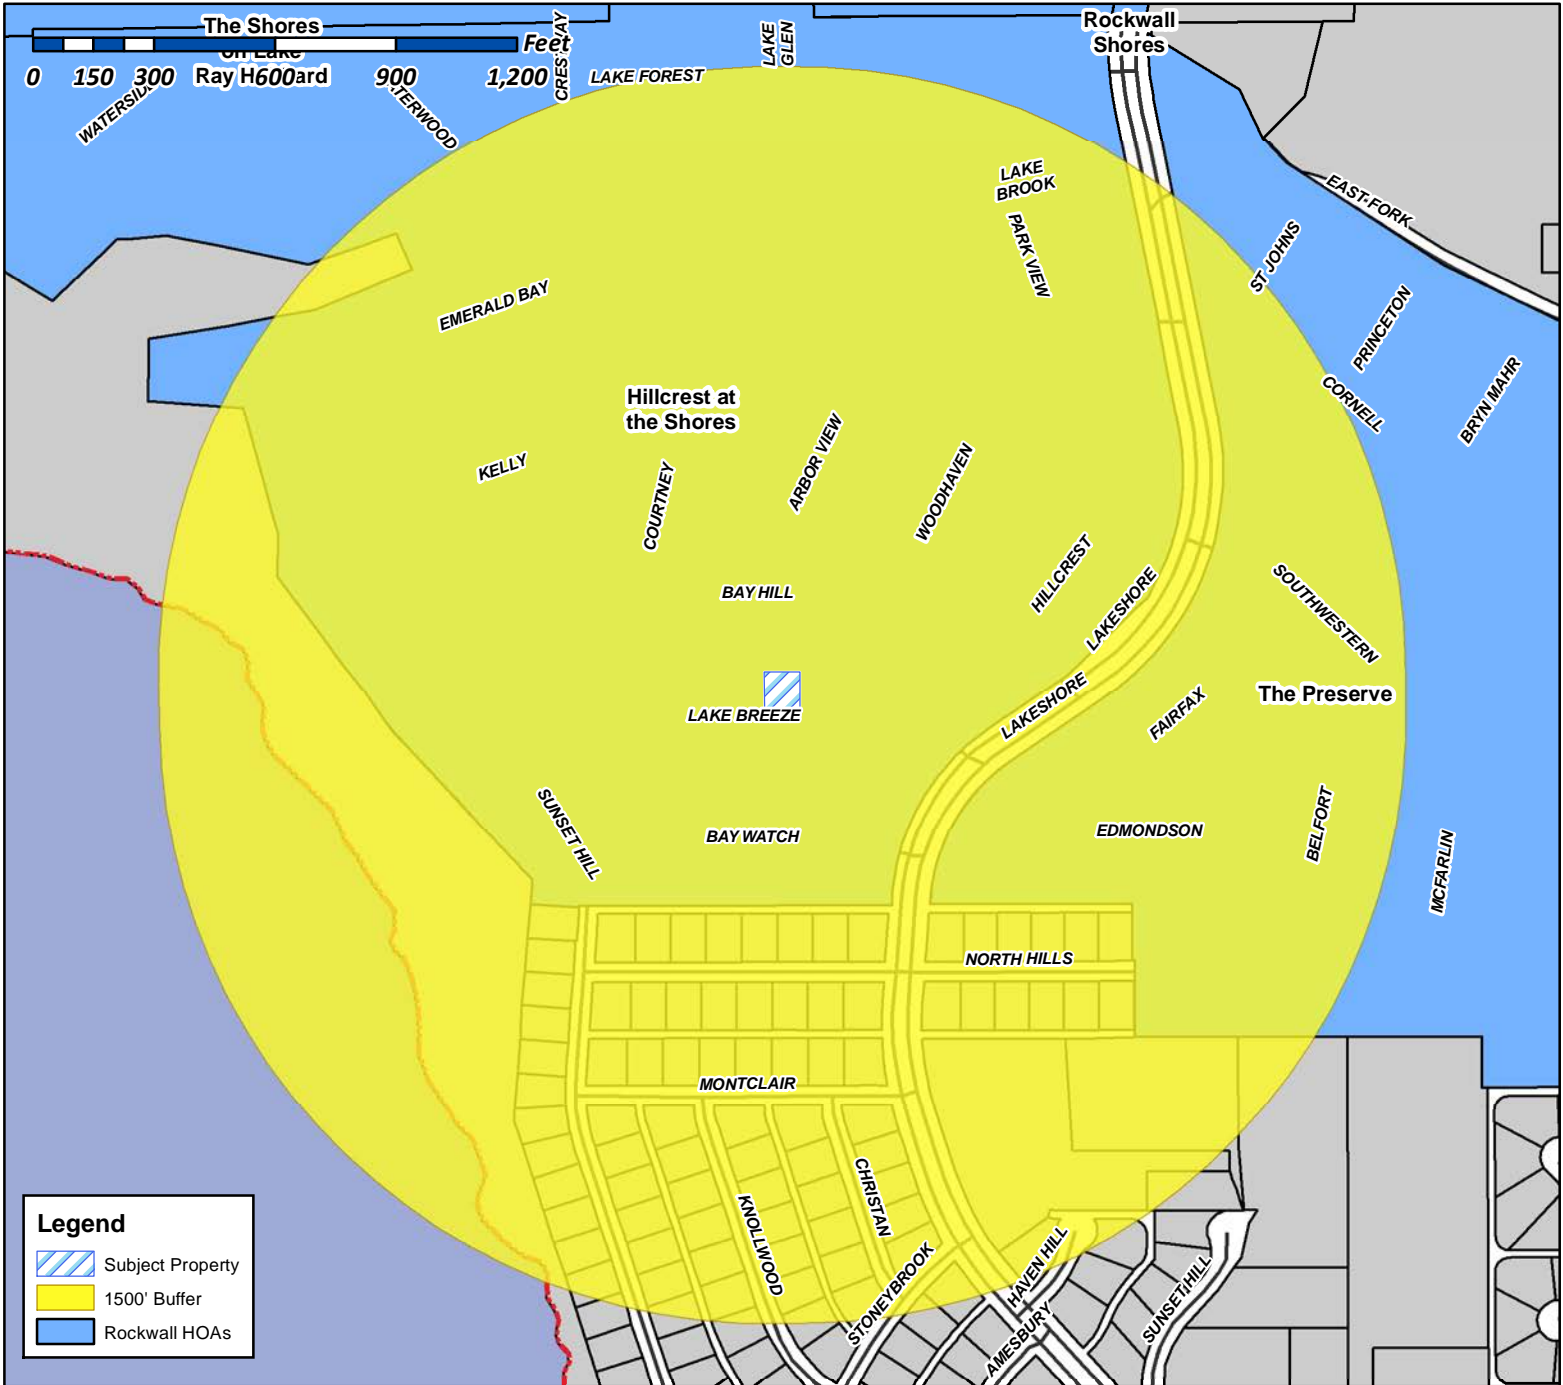 The Shores
on Lake
Ray Hubbard
Feet
0 150 300 600 900 1,200
CRESTWAY
LAKE FOREST
LAKE
GLEN
Rockwall
Shores
WATERSIDE
WATERWOOD
LAKE
BROOK
PARK VIEW
EAST FORK
ST JOHNS
PRINCETON
CORNELL
BRYN MAHR
EMERALD BAY
Hillcrest at
the Shores
KELLY
COURTNEY
ARBOR VIEW
WOODHAVEN
HILLCREST
LAKESHORE
BAY HILL
SOUTHWESTERN
LAKE BREEZE
LAKESHORE
FAIRFAX
The Preserve
SUNSET HILL
BAY WATCH
EDMONDSON
BELFORT
MCFARLIN
NORTH HILLS
MONTCLAIR
KNOLLWOOD
CHRISTAN
STONEYBROOK
HAVEN HILL
AMESBURY
SUNSET HILL
Legend
Subject Property
1500' Buffer
Rockwall HOAs